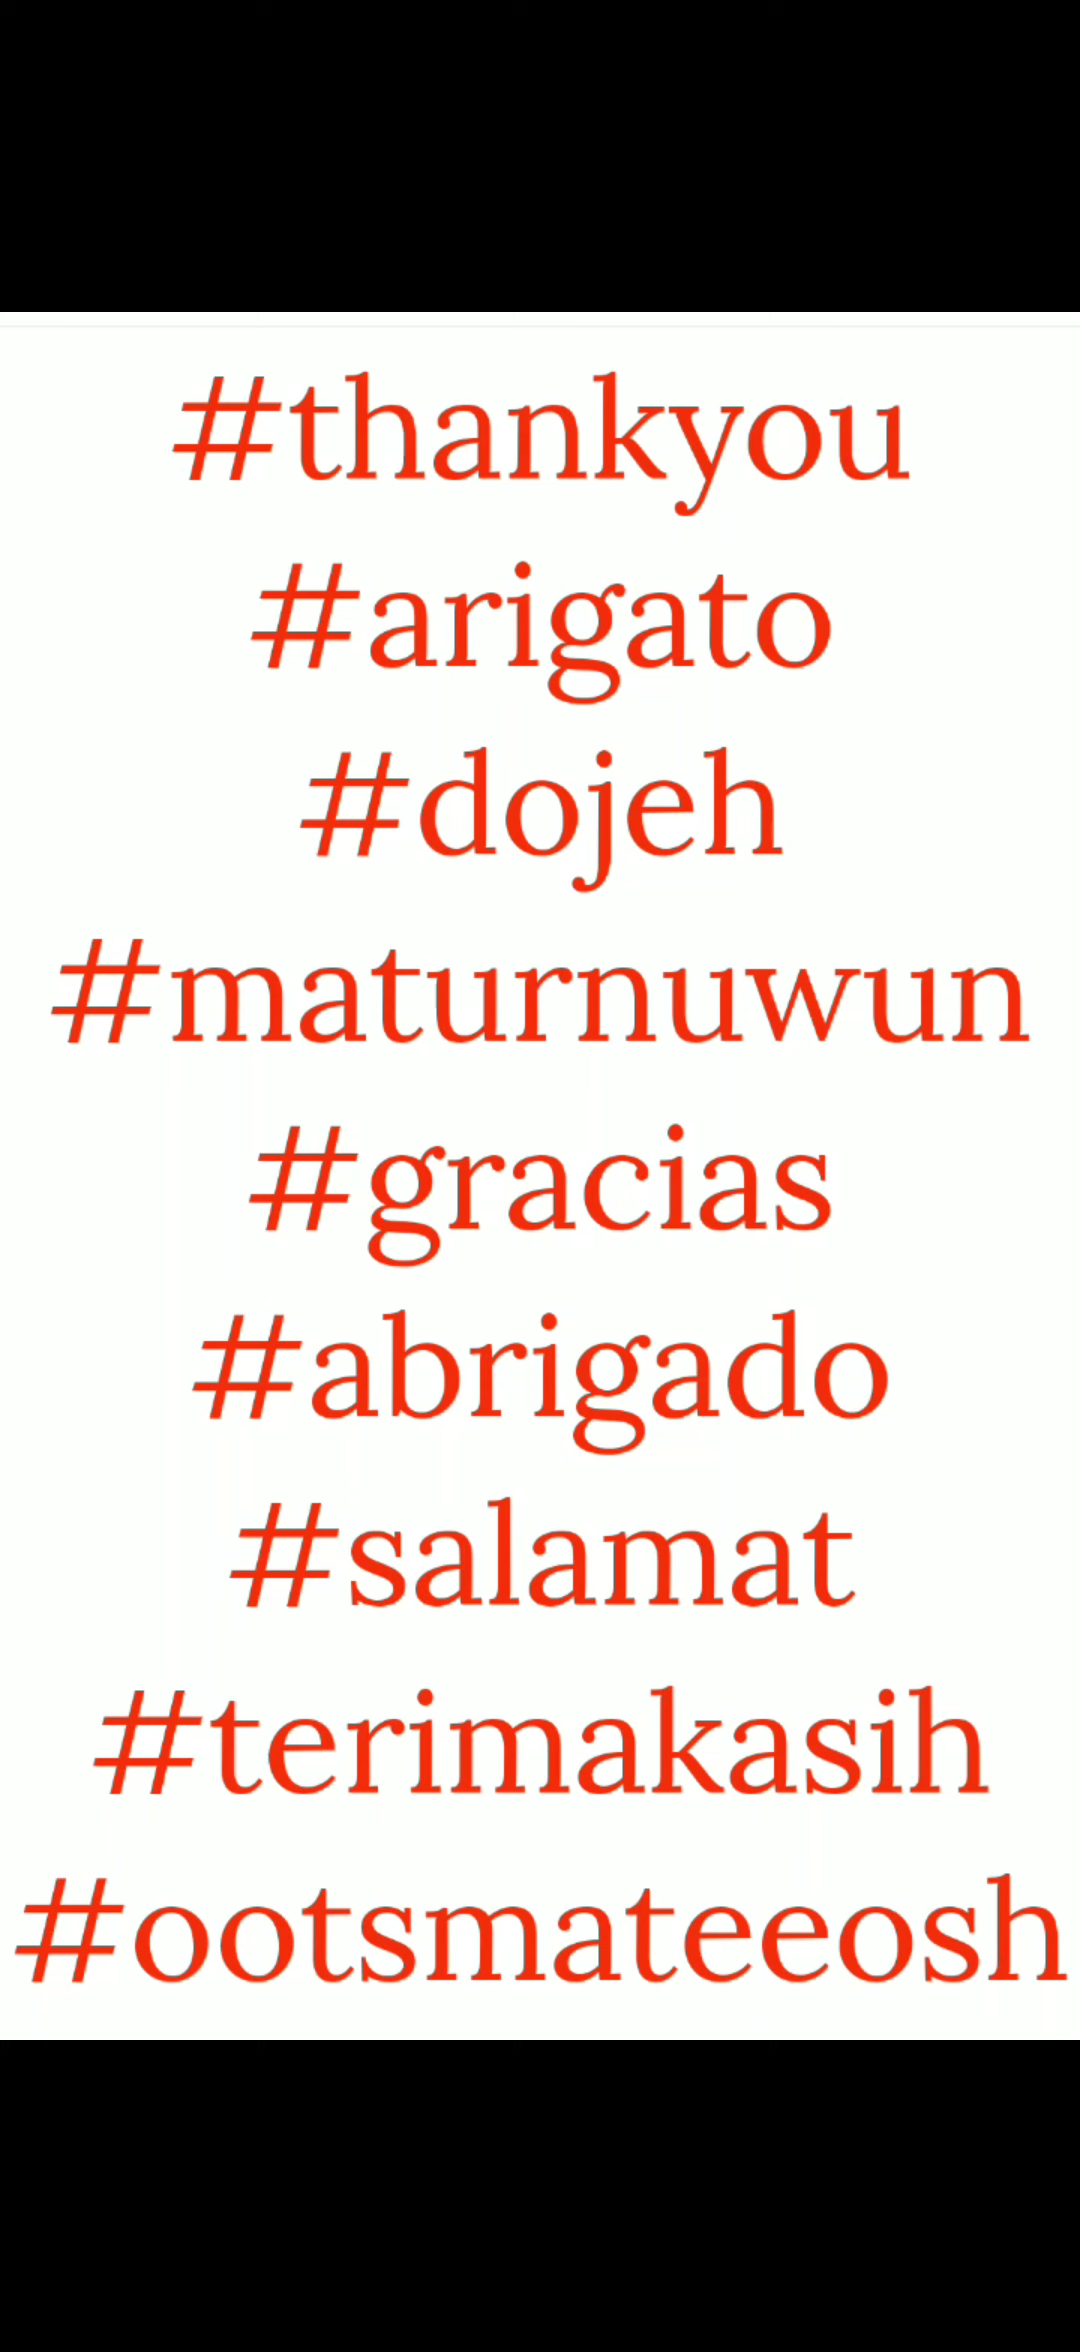 #thankyou
#arigato
#dojeh
#maturnuwun
#gracias
#abrigado
#salamat
#terimakasih
#ootsmateeosh